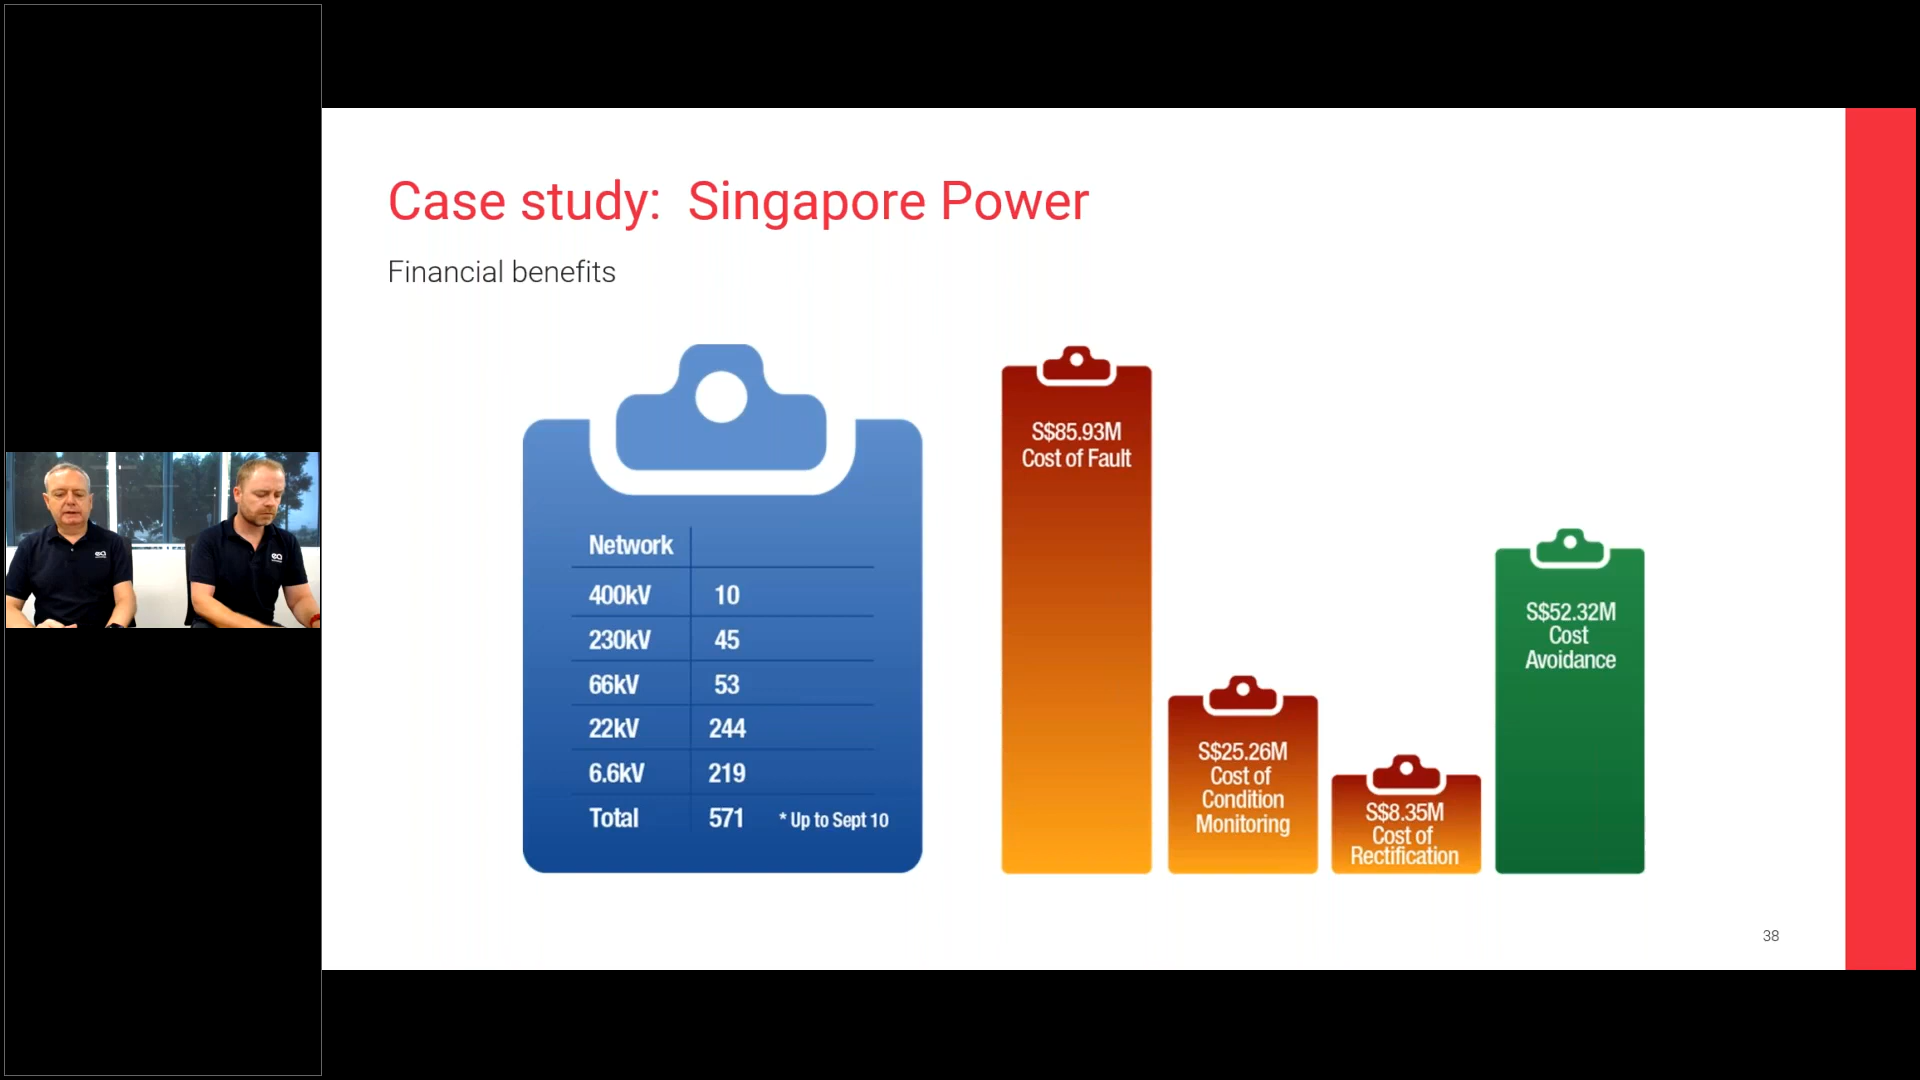 Case study: Singapore Power
Financial benefits
Network
400kV 10
230kV 45
66kV 53
22kV 244
6.6kV 219
Total 571 * Up to Sept 10
S$85.93M
Cost of Fault
S$25.26M
Cost of
Condition
Monitoring
S$8.35M
Cost of
Rectification
S$52.32M
Cost
Avoidance
38
ea
ea